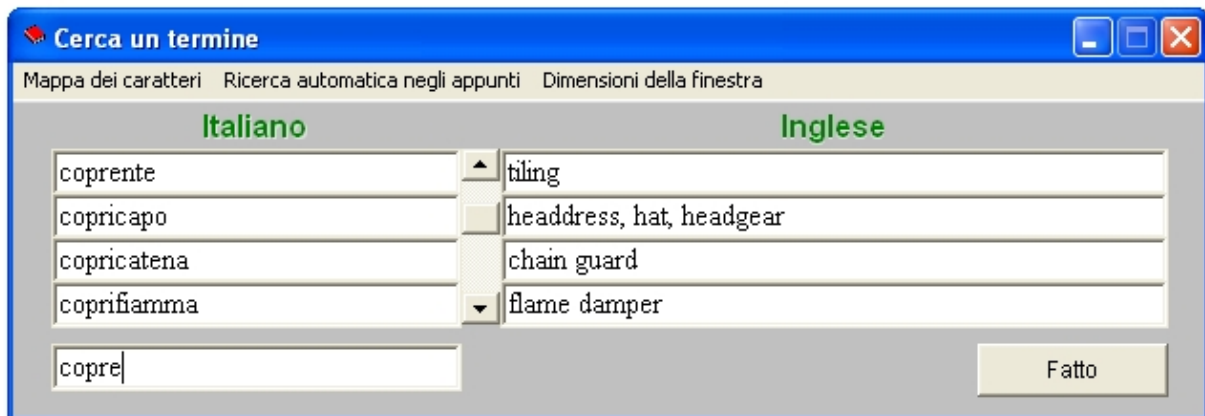 Cerca un termine
Mappa dei caratteri Ricerca automatica negli appunti Dimensioni della finestra
Italiano Inglese
coprente tiling
copricapo headdress, hat, headgear
copricatena chain guard
coprifiamma flame damper
copre Fatto